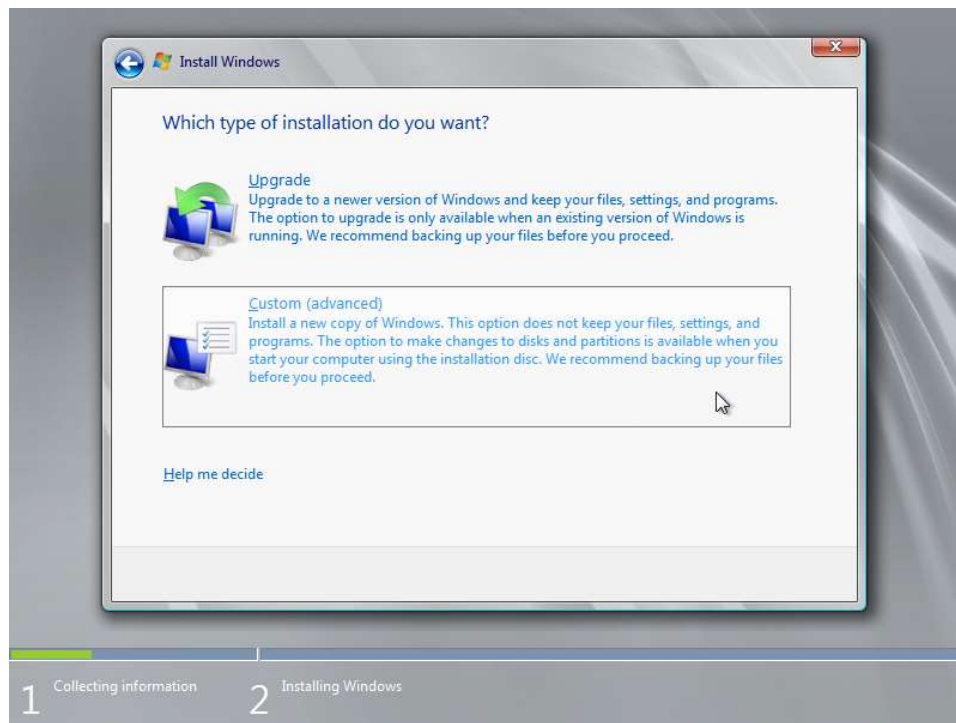 Install Windows
Which type of installation do you want?
Upgrade
Upgrade to a newer version of Windows and keep your files, settings, and programs.
The option to upgrade is only available when an existing version of Windows is
running. We recommend backing up your files before you proceed.
Custom (advanced)
Install a new copy of Windows. This option does not keep your files, settings, and
programs. The option to make changes to disks and partitions is available when you
start your computer using the installation disc. We recommend backing up your files
before you proceed.
Help me decide
1 Collecting information
2 Installing Windows